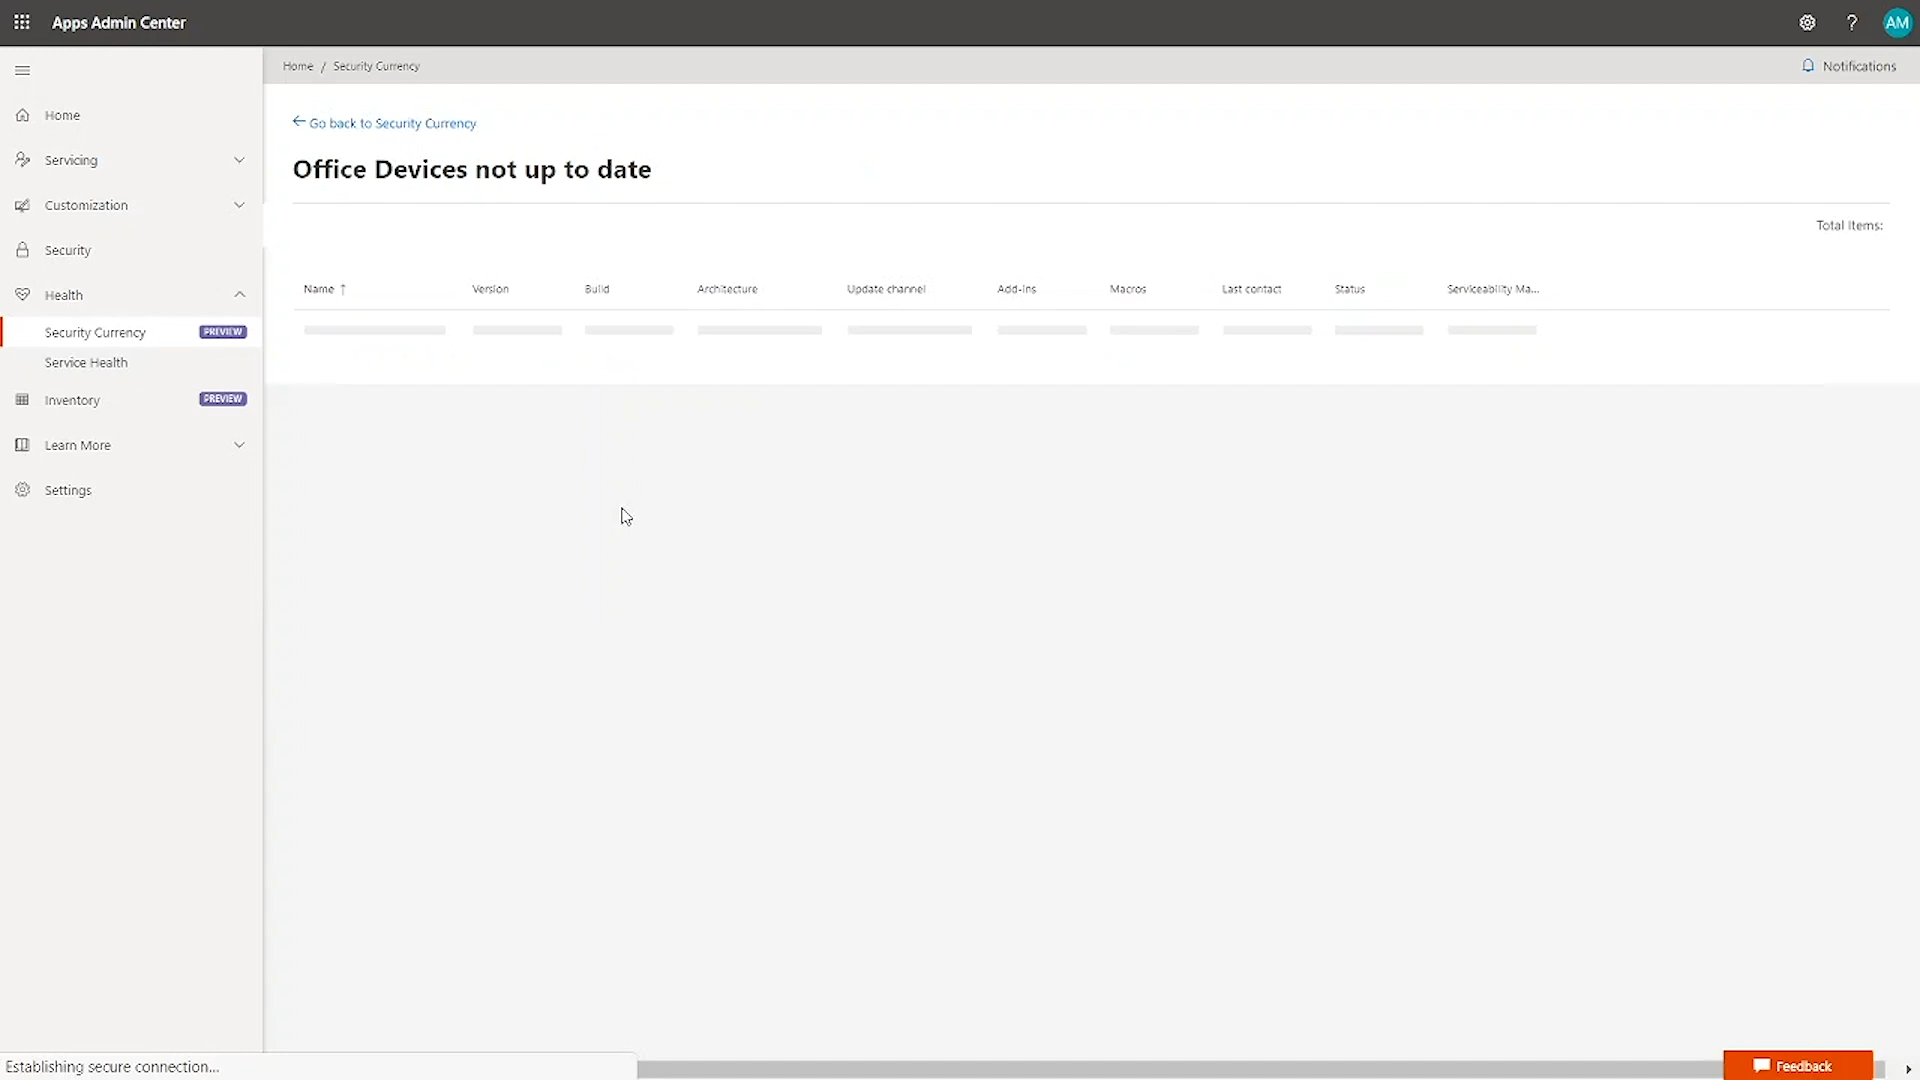 Apps Admin Center
?
AM
Home / Security Currency
Notifications
Home
Servicing
Customization
Security
Health
Security Currency PREVIEW
Service Health
Inventory PREVIEW
Learn More
Settings
Go back to Security Currency
Office Devices not up to date
Total Items:
Name ↑ Version Build Architecture Update channel Add-Ins Macros Last contact Status Serviceability Ma...
Establishing secure connection...
Feedback